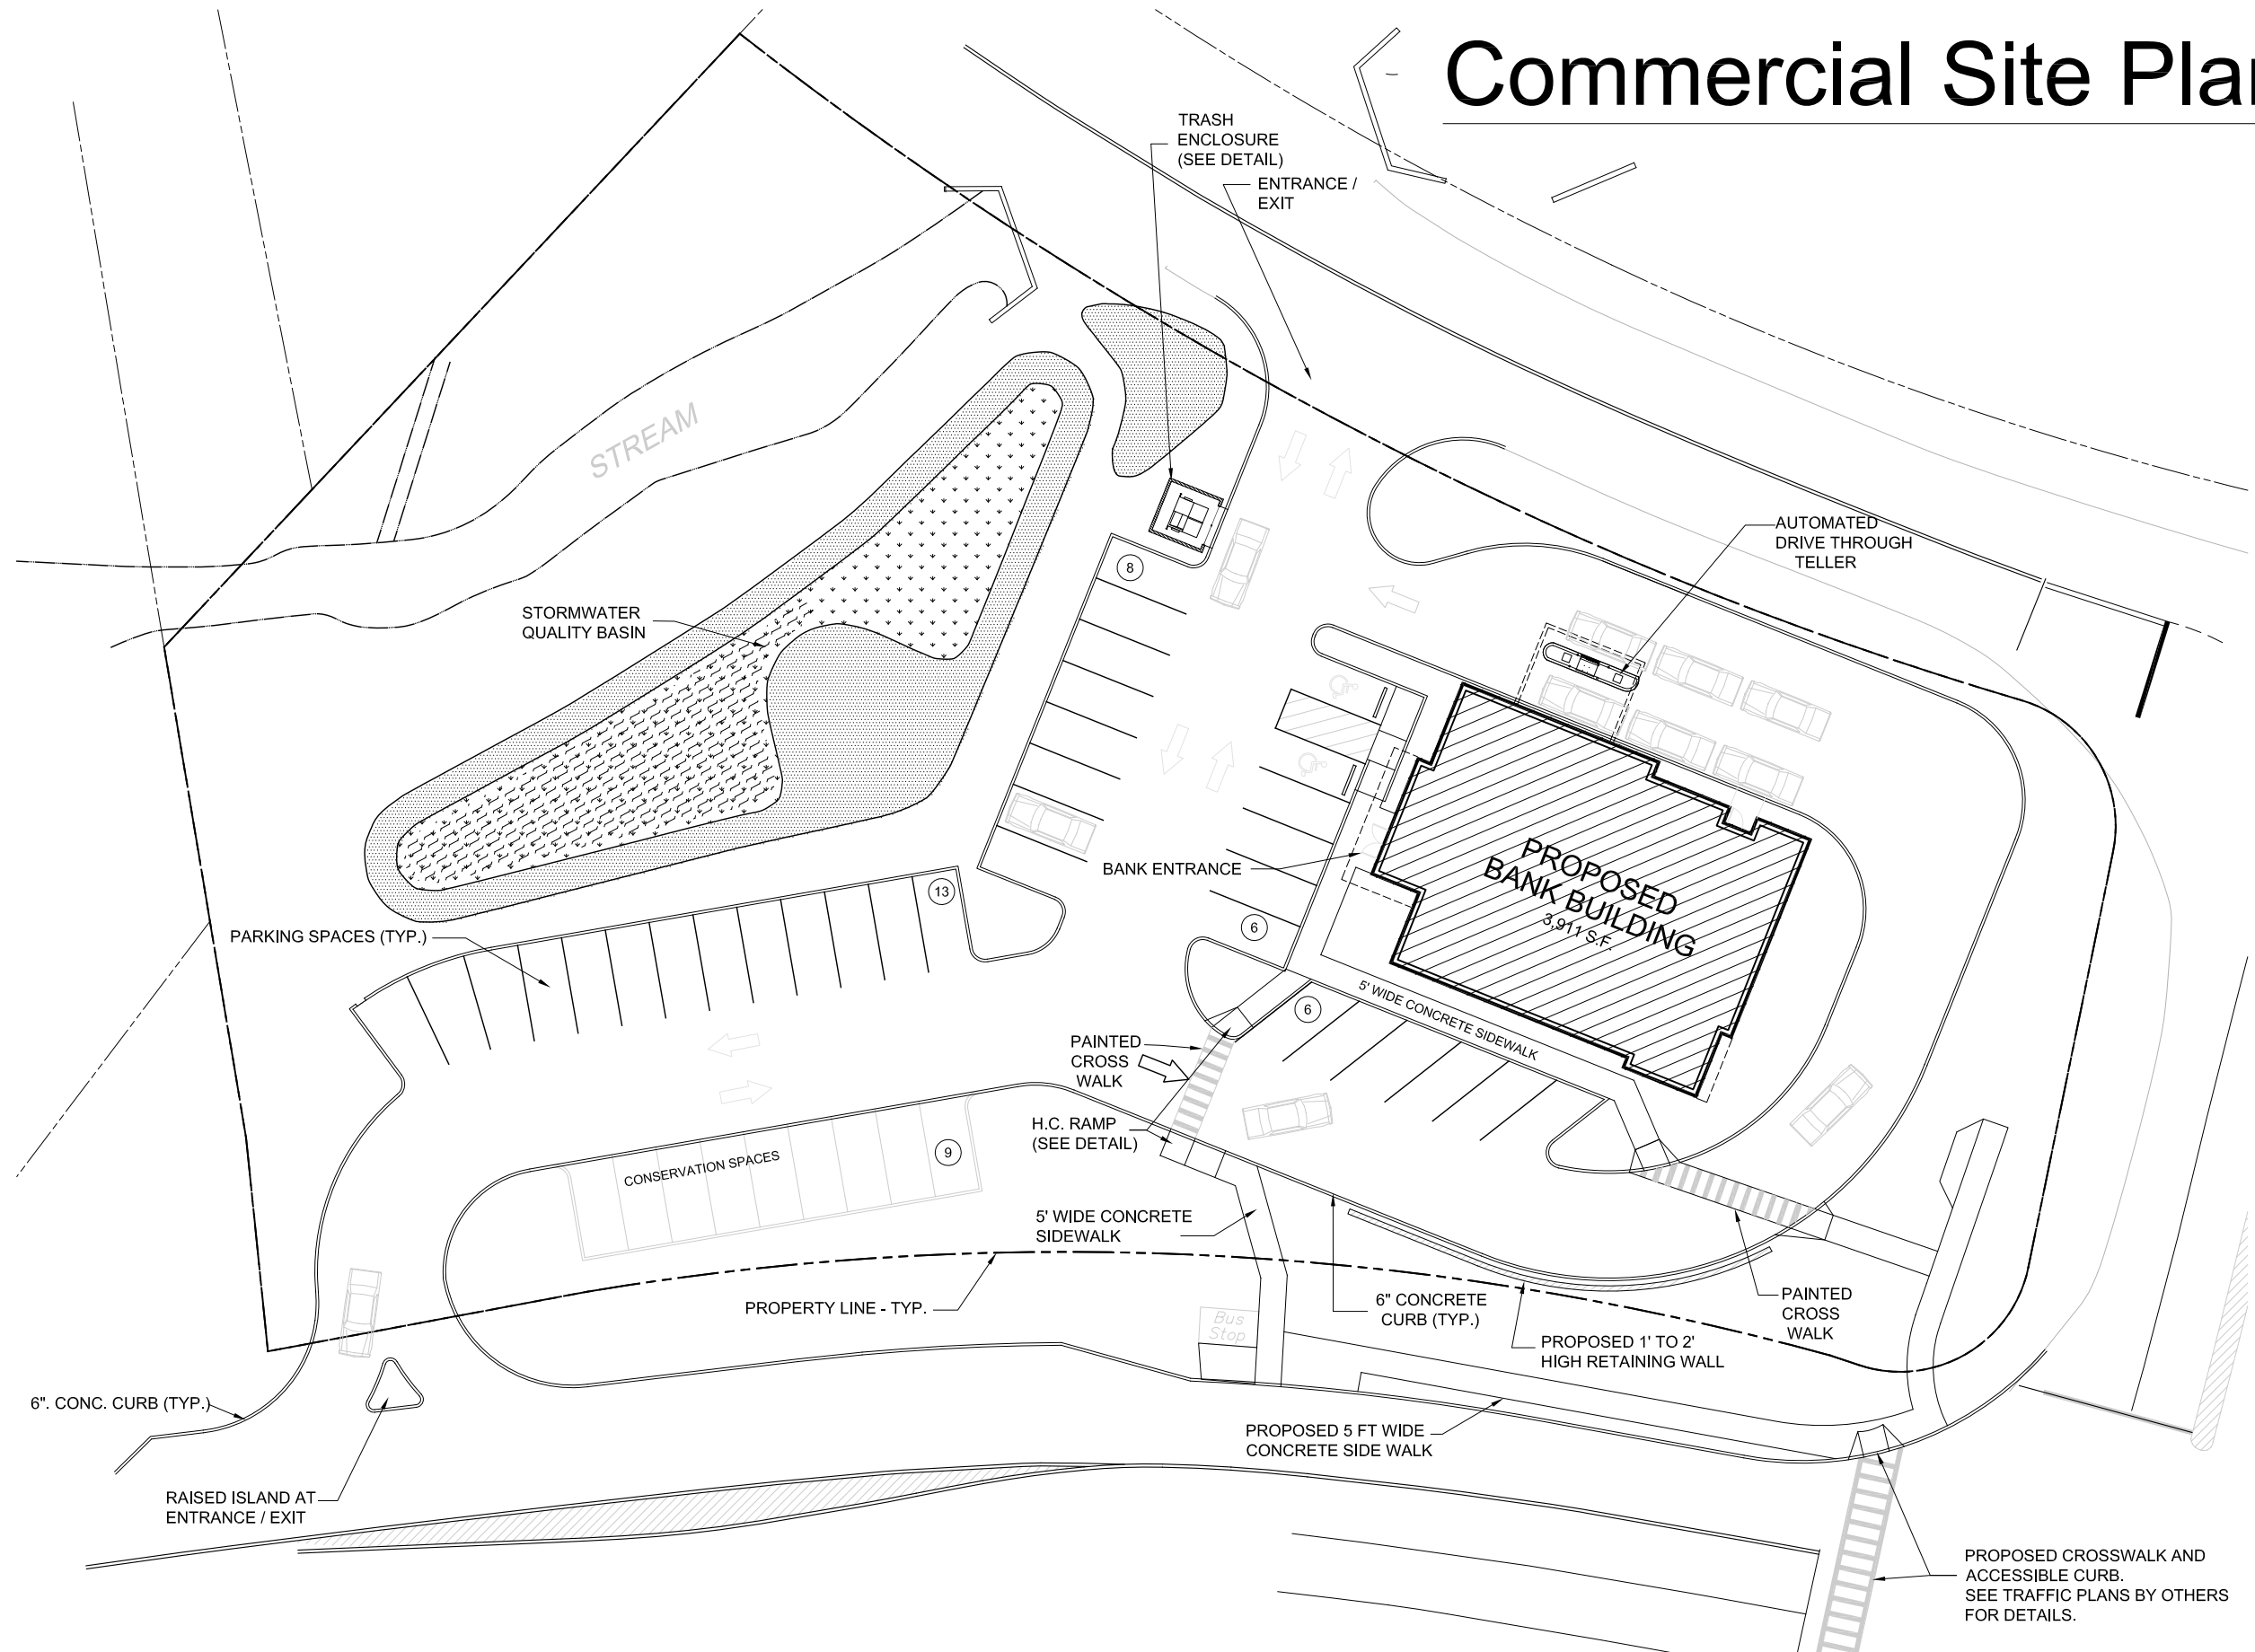 Commercial Site Plan
TRASH
ENCLOSURE
(SEE DETAIL)
ENTRANCE /
EXIT
STREAM
AUTOMATED
DRIVE THROUGH
TELLER
8
STORMWATER
QUALITY BASIN
BANK ENTRANCE
PROPOSED
BANK BUILDING
3,911 S.F.
13
PARKING SPACES (TYP.)
6
6
5' WIDE CONCRETE SIDEWALK
PAINTED
CROSS
WALK
H.C. RAMP
(SEE DETAIL)
CONSERVATION SPACES
9
5' WIDE CONCRETE
SIDEWALK
PROPERTY LINE - TYP.
Bus
Stop
6" CONCRETE
CURB (TYP.)
PROPOSED 1' TO 2'
HIGH RETAINING WALL
PAINTED
CROSS
WALK
6". CONC. CURB (TYP.)
PROPOSED 5 FT WIDE
CONCRETE SIDE WALK
RAISED ISLAND AT
ENTRANCE / EXIT
PROPOSED CROSSWALK AND
ACCESSIBLE CURB.
SEE TRAFFIC PLANS BY OTHERS
FOR DETAILS.